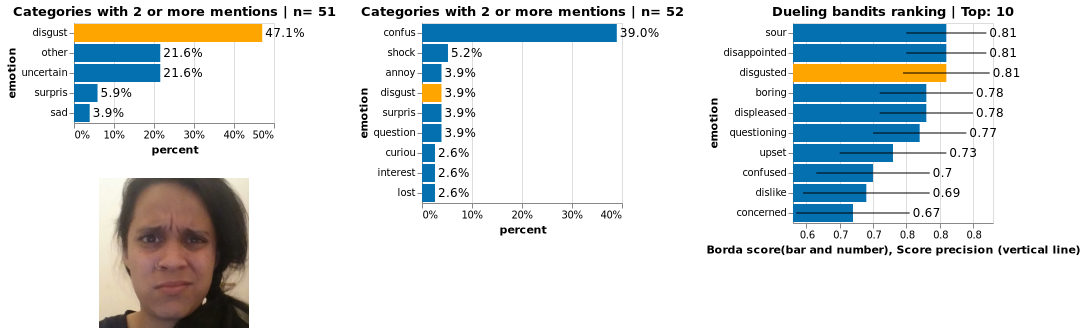 Categories with 2 or more mentions | n= 51
emotion
disgust 47.1%
other 21.6%
uncertain 21.6%
surpris 5.9%
sad 3.9%
0% 10% 20% 30% 40% 50%
percent
Categories with 2 or more mentions | n= 52
emotion
confus 39.0%
shock 5.2%
annoy 3.9%
disgust 3.9%
surpris 3.9%
question 3.9%
curiou 2.6%
interest 2.6%
lost 2.6%
0% 10% 20% 30% 40%
percent
Dueling bandits ranking | Top: 10
emotion
sour 0.81
disappointed 0.81
disgusted 0.81
boring 0.78
displeased 0.78
questioning 0.77
upset 0.73
confused 0.7
dislike 0.69
concerned 0.67
0.6 0.7 0.7 0.8 0.8 0.8
Borda score(bar and number), Score precision (vertical line)